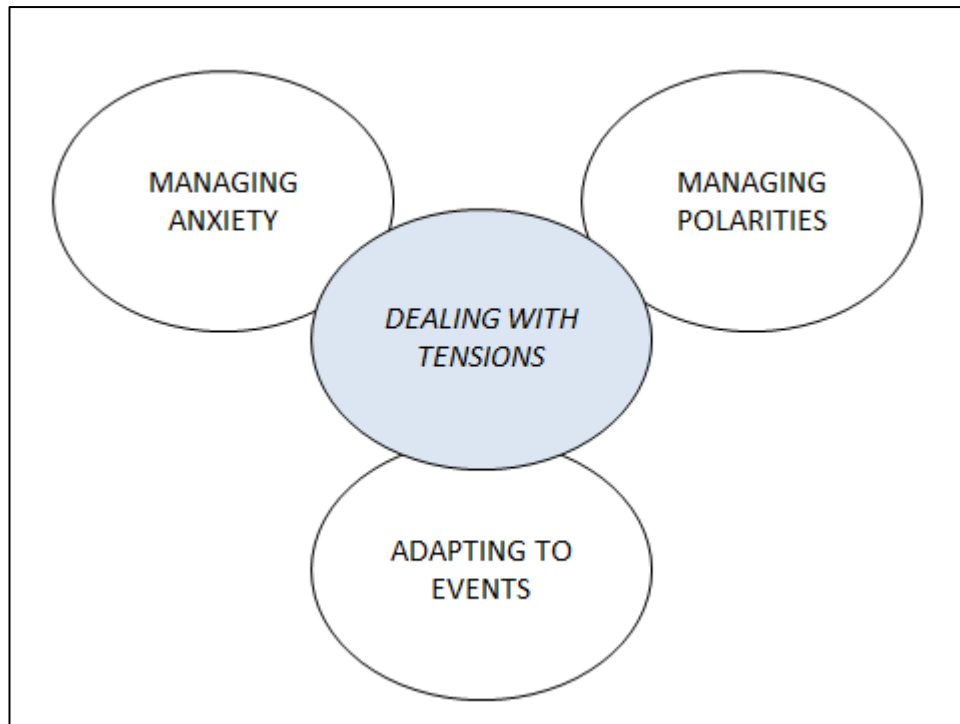 MANAGING
ANXIETY
MANAGING
POLARITIES
DEALING WITH
TENSIONS
ADAPTING TO
EVENTS